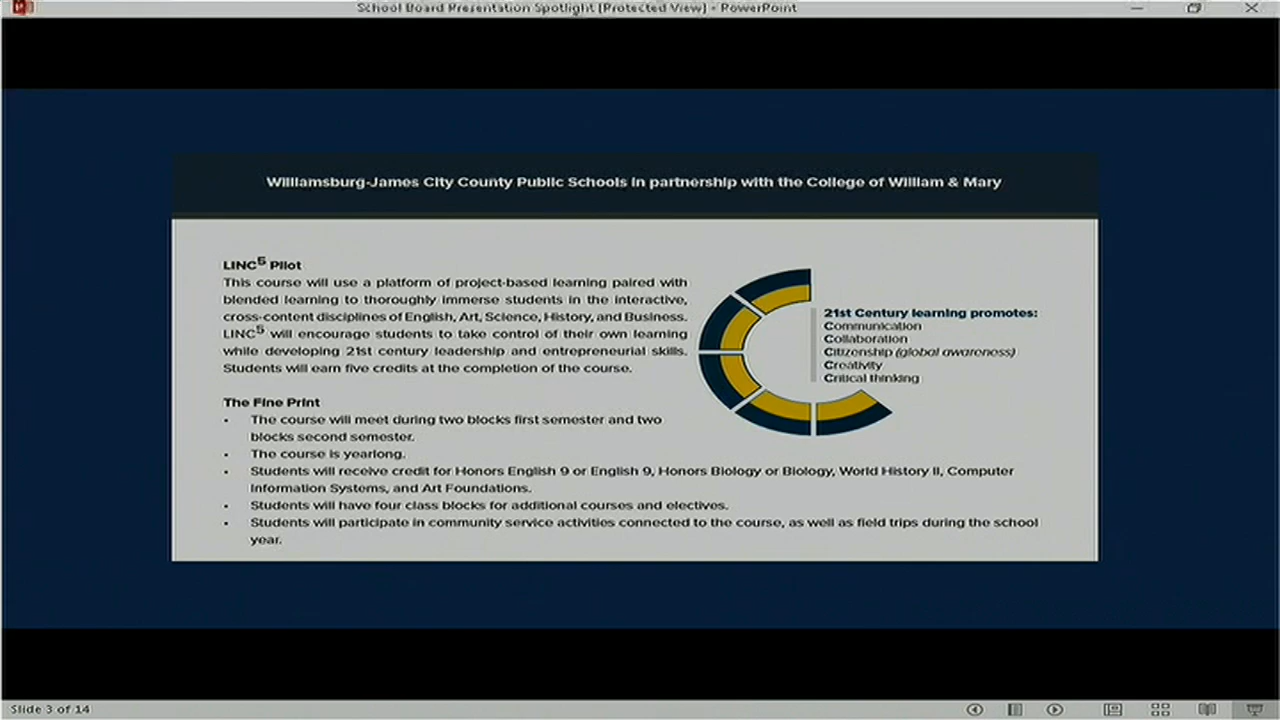 School Board Presentation Spotlight [Protected View] - PowerPoint
Williamsburg-James City County Public Schools in partnership with the College of William & Mary
LINC5 Pilot
This course will use a platform of project-based learning paired with
blended learning to thoroughly immerse students in the interactive,
cross-content disciplines of English, Art, Science, History, and Business.
LINC5 will encourage students to take control of their own learning
while developing 21st century leadership and entrepreneurial skills.
Students will earn five credits at the completion of the course.
21st Century learning promotes:
Communication
Collaboration
Citizenship (global awareness)
Creativity
Critical thinking
The Fine Print
• The course will meet during two blocks first semester and two
blocks second semester.
• The course is yearlong.
• Students will receive credit for Honors English 9 or English 9, Honors Biology or Biology, World History II, Computer
Information Systems, and Art Foundations.
• Students will have four class blocks for additional courses and electives.
• Students will participate in community service activities connected to the course, as well as field trips during the school
year.
Slide 3 of 14